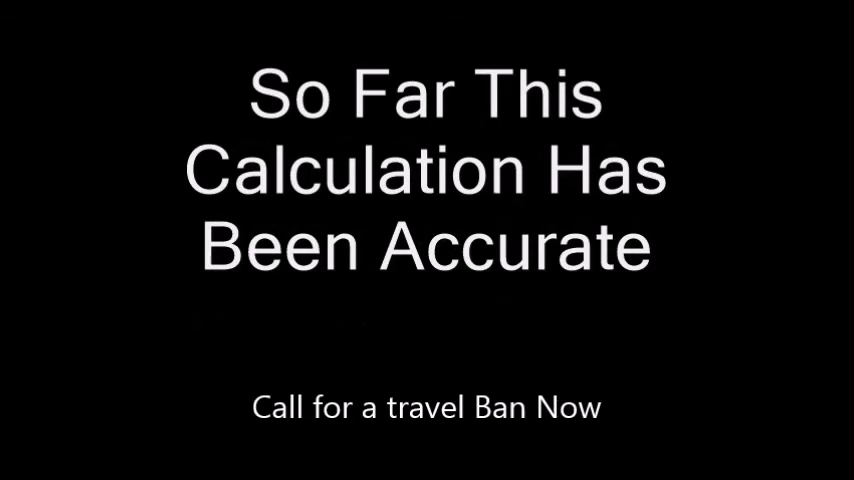 So Far This
Calculation Has
Been Accurate
Call for a travel Ban Now